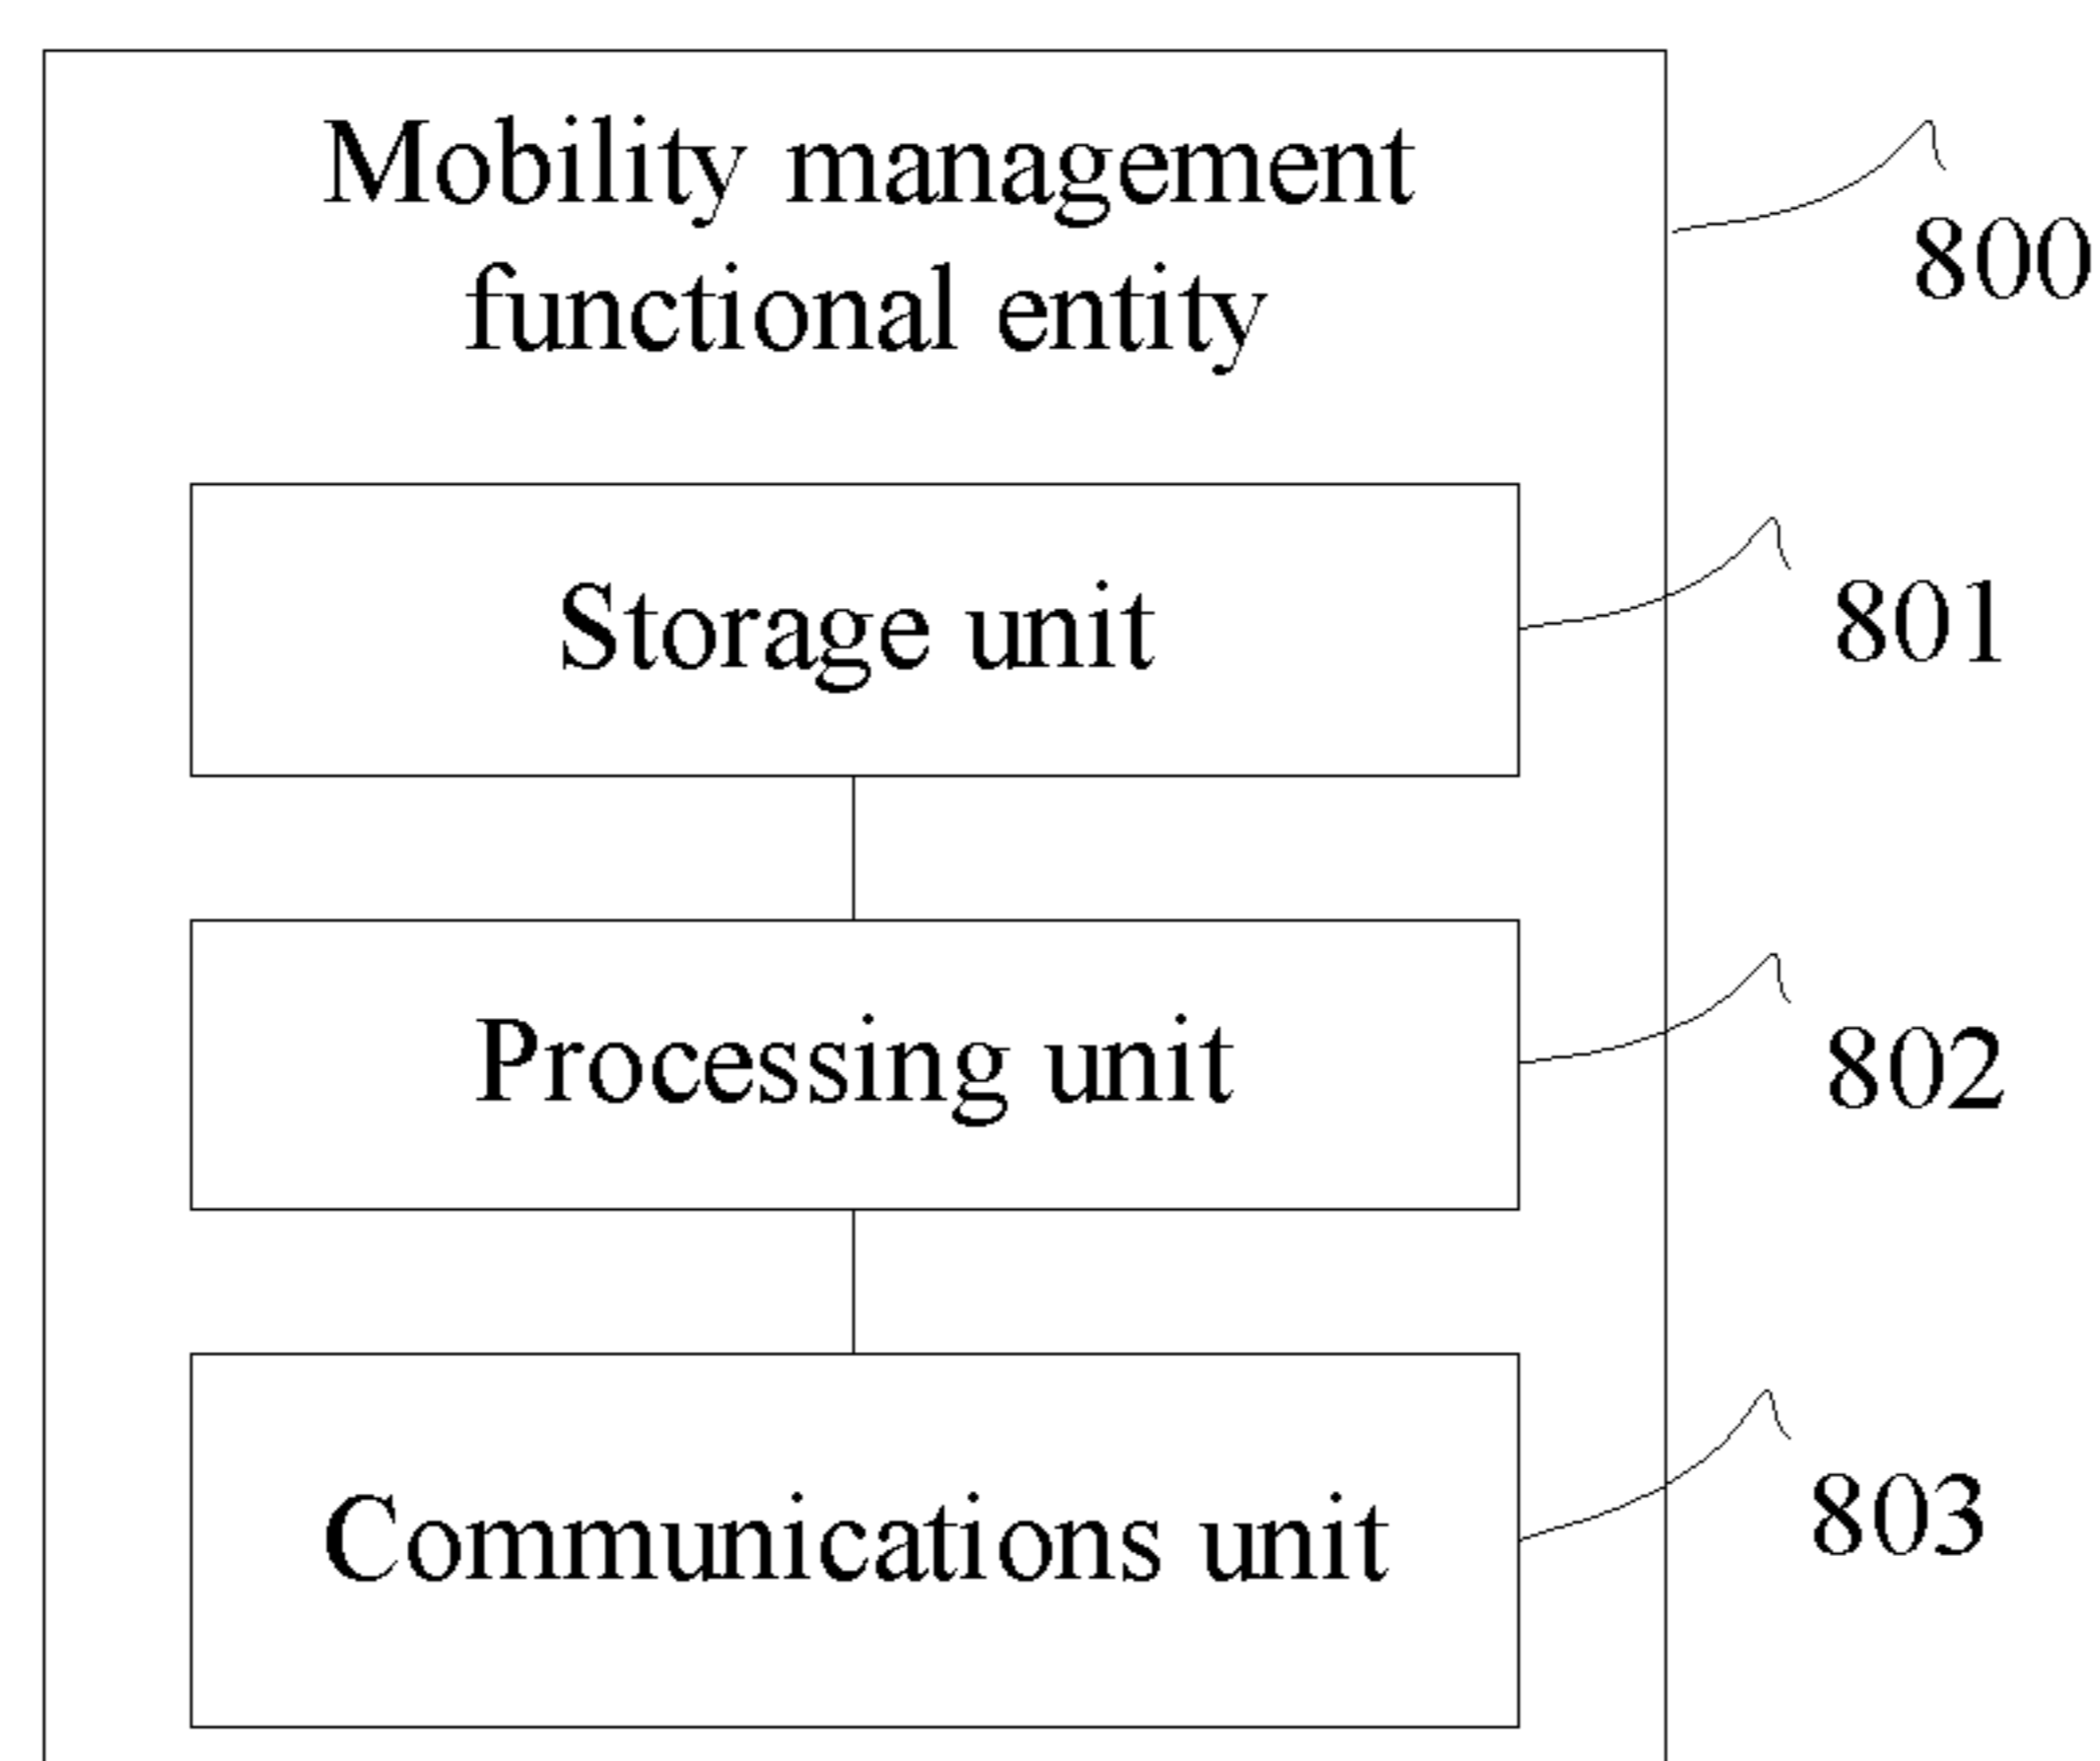 Mobility management
functional entity
800
Storage unit
801
Processing unit
802
Communications unit
803